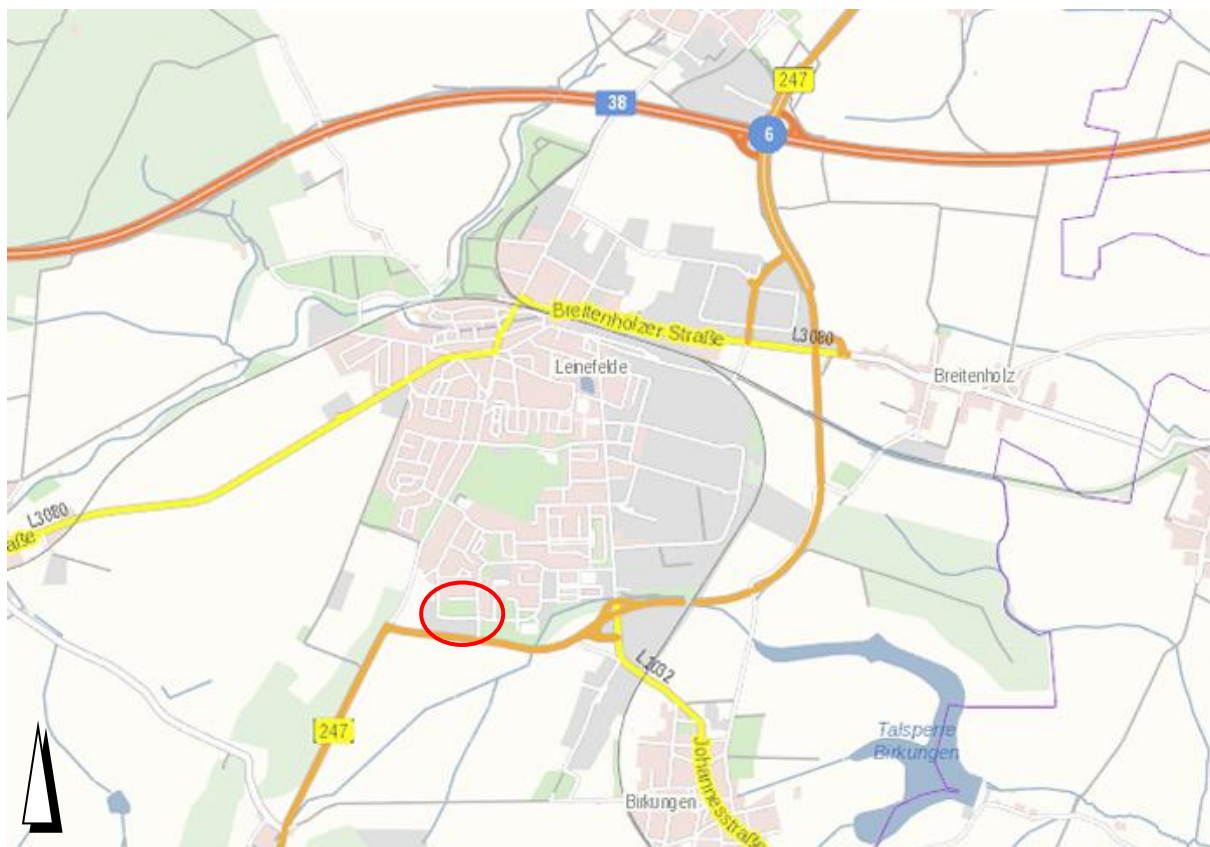 247
38
6
Breitenholzer Straße
L3080
Leinefelde
Breitenholz
L3080
aße
L2032
247
Talsperre
Birkungen
Johannesstraße
Birkungen